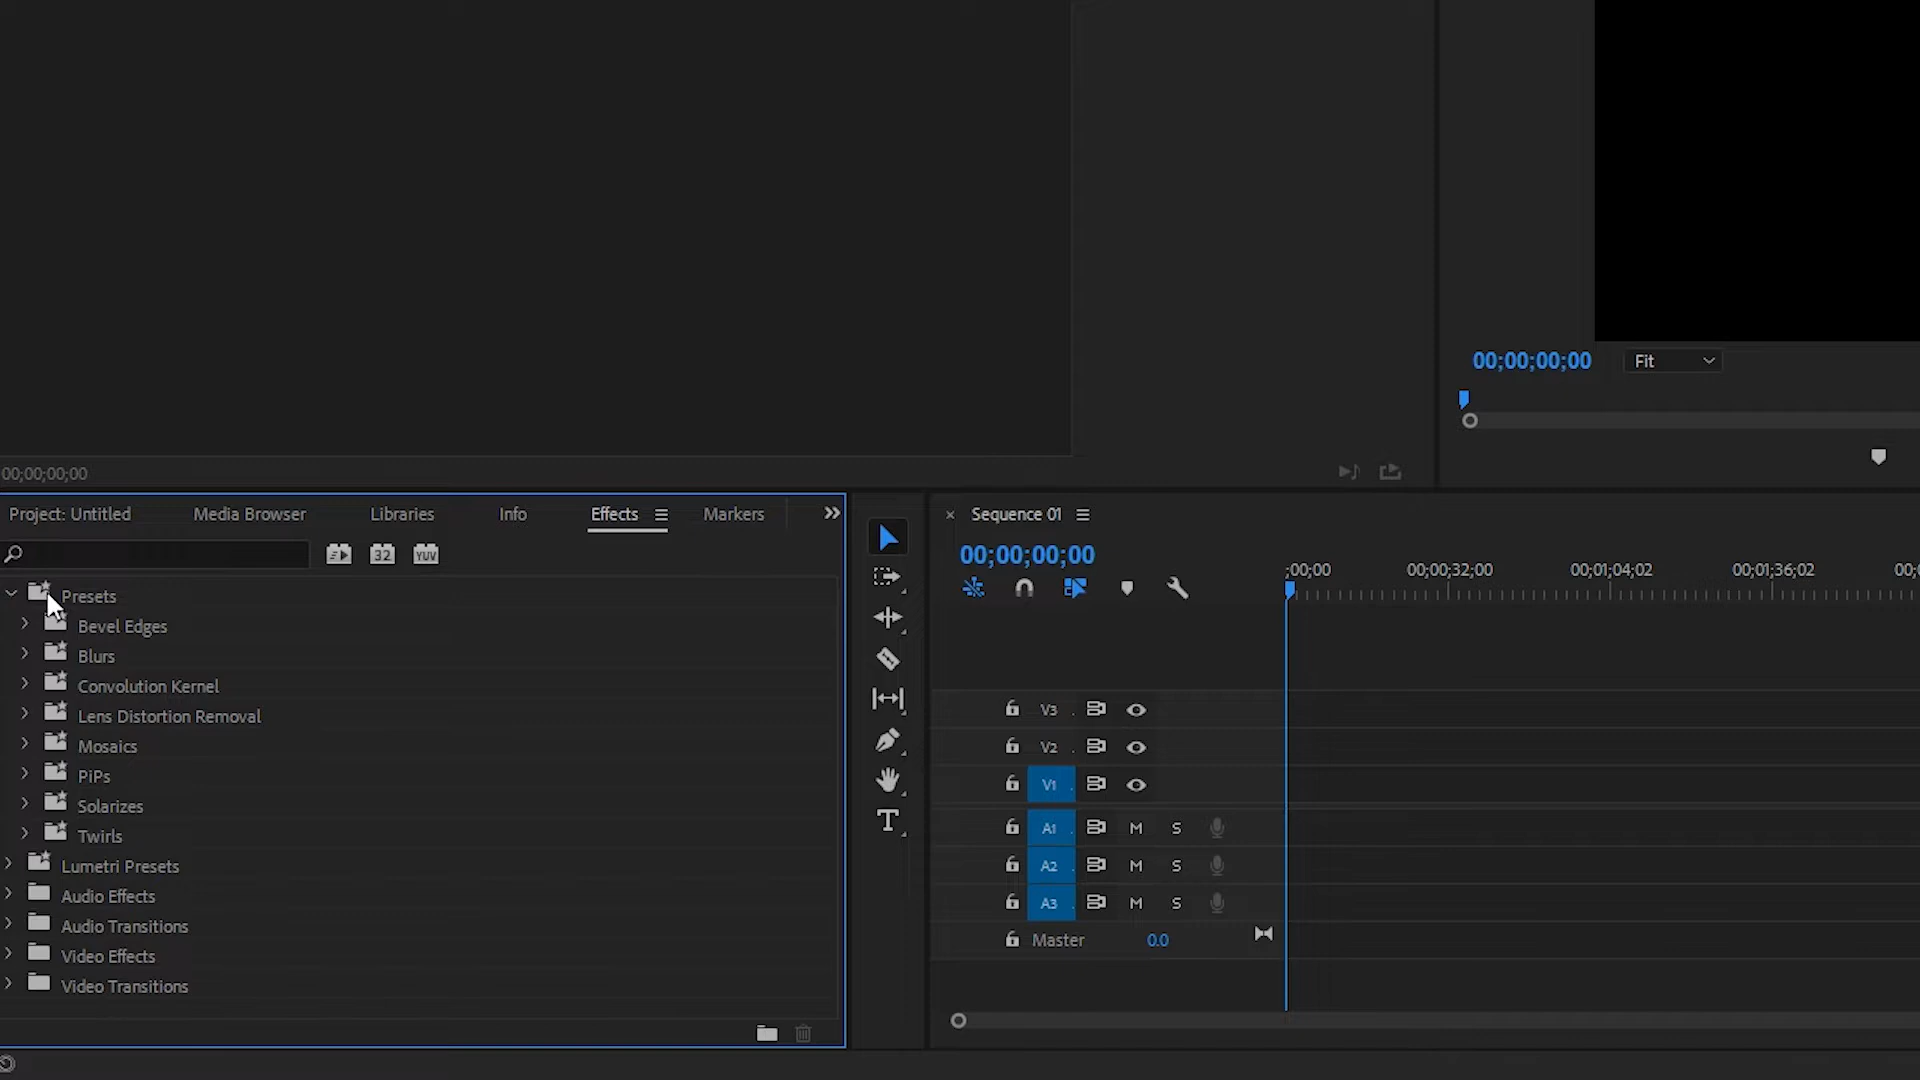 00;00;00;00
Fit
00;00;00;00
Project: Untitled
Media Browser
Libraries
Info
Effects
Markers
32
YUV
Presets
Bevel Edges
Blurs
Convolution Kernel
Lens Distortion Removal
Mosaics
PiPs
Solarizes
Twirls
Lumetri Presets
Audio Effects
Audio Transitions
Video Effects
Video Transitions
Sequence 01
00;00;00;00
;00;00 00;00;32;00 00;01;04;02 00;01;36;02 00;
V3
V2
V1
A1 M S
A2 M S
A3 M S
Master 0.0